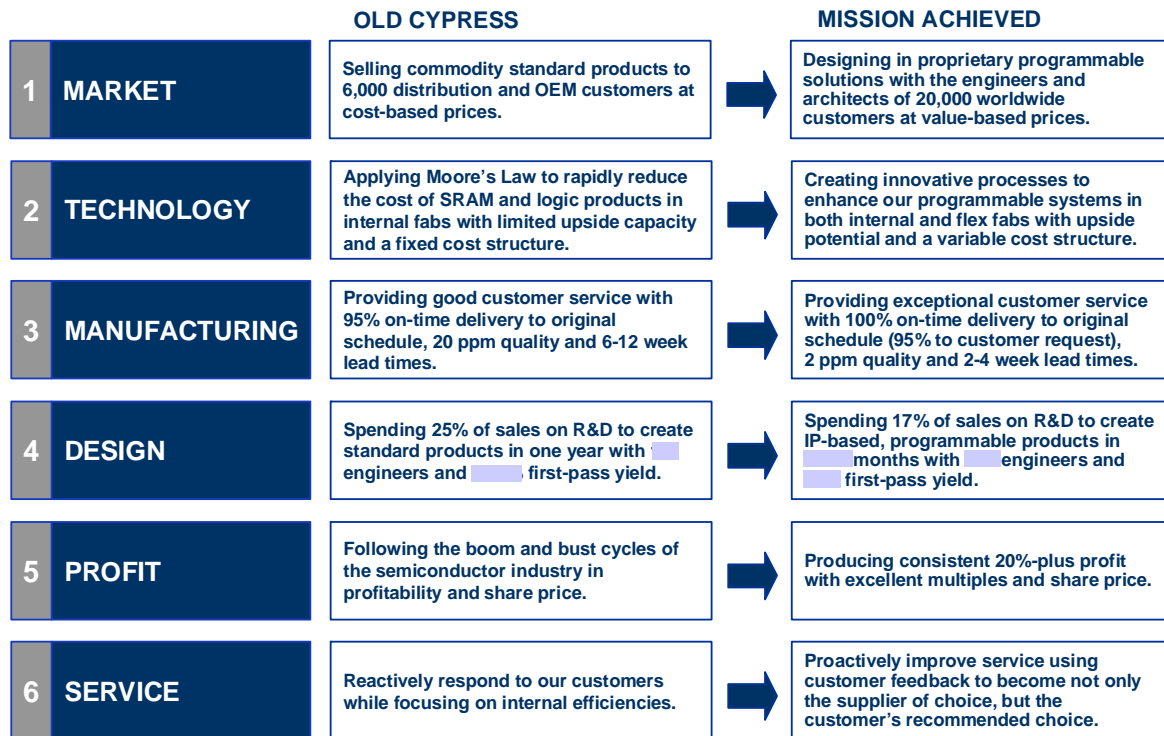 OLD CYPRESS
MISSION ACHIEVED
1
MARKET
Selling commodity standard products to
6,000 distribution and OEM customers at
cost-based prices.
Designing in proprietary programmable
solutions with the engineers and
architects of 20,000 worldwide
customers at value-based prices.
2
TECHNOLOGY
Applying Moore’s Law to rapidly reduce
the cost of SRAM and logic products in
internal fabs with limited upside capacity
and a fixed cost structure.
Creating innovative processes to
enhance our programmable systems in
both internal and flex fabs with upside
potential and a variable cost structure.
3
MANUFACTURING
Providing good customer service with
95% on-time delivery to original
schedule, 20 ppm quality and 6-12 week
lead times.
Providing exceptional customer service
with 100% on-time delivery to original
schedule (95% to customer request),
2 ppm quality and 2-4 week lead times.
4
DESIGN
Spending 25% of sales on R&D to create
standard products in one year with
engineers and first-pass yield.
Spending 17% of sales on R&D to create
IP-based, programmable products in
months with engineers and
first-pass yield.
5
PROFIT
Following the boom and bust cycles of
the semiconductor industry in
profitability and share price.
Producing consistent 20%-plus profit
with excellent multiples and share price.
6
SERVICE
Reactively respond to our customers
while focusing on internal efficiencies.
Proactively improve service using
customer feedback to become not only
the supplier of choice, but the
customer’s recommended choice.